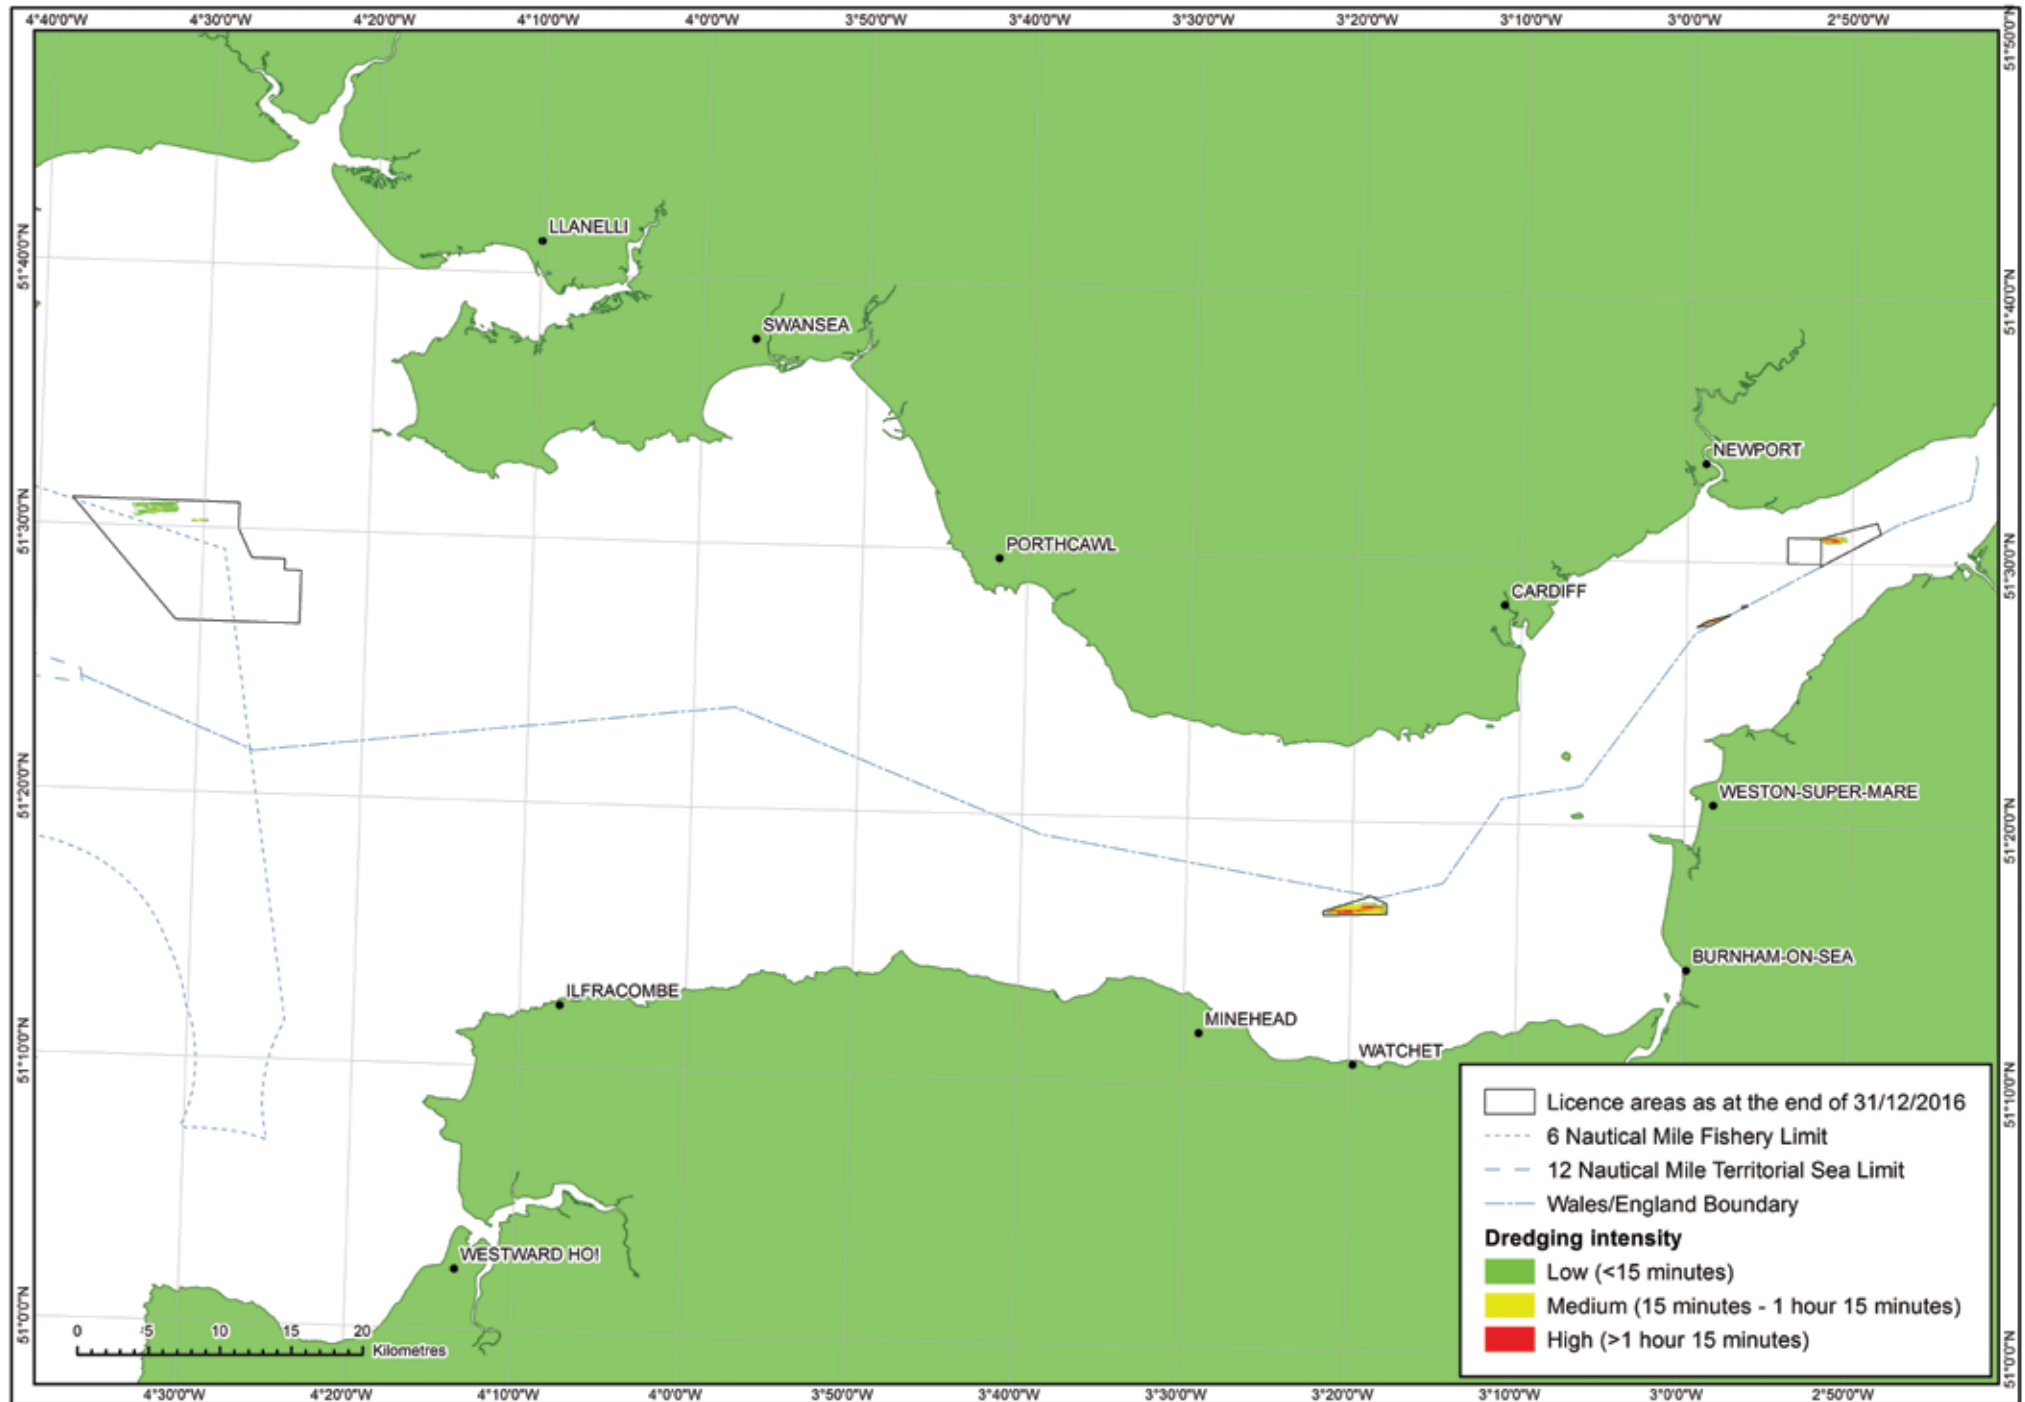 4°40'0"W 4°30'0"W 4°20'0"W 4°10'0"W 4°0'0"W 3°50'0"W 3°40'0"W 3°30'0"W 3°20'0"W 3°10'0"W 3°0'0"W 2°50'0"W
51°50'0"N
LLANELLI
51°40'0"N
51°40'0"N
SWANSEA
NEWPORT
51°30'0"N
PORTHCAWL
51°30'0"N
CARDIFF
51°20'0"N
WESTON-SUPER-MARE
51°20'0"N
BURNHAM-ON-SEA
ILFRACOMBE
MINEHEAD
WATCHET
51°10'0"N
51°10'0"N
Licence areas as at the end of 31/12/2016
6 Nautical Mile Fishery Limit
12 Nautical Mile Territorial Sea Limit
Wales/England Boundary
Dredging intensity
Low (<15 minutes)
Medium (15 minutes - 1 hour 15 minutes)
High (>1 hour 15 minutes)
WESTWARD HO!
51°0'0"N
51°0'0"N
0 5 10 15 20
Kilometres
4°30'0"W 4°20'0"W 4°10'0"W 4°0'0"W 3°50'0"W 3°40'0"W 3°30'0"W 3°20'0"W 3°10'0"W 3°0'0"W 2°50'0"W